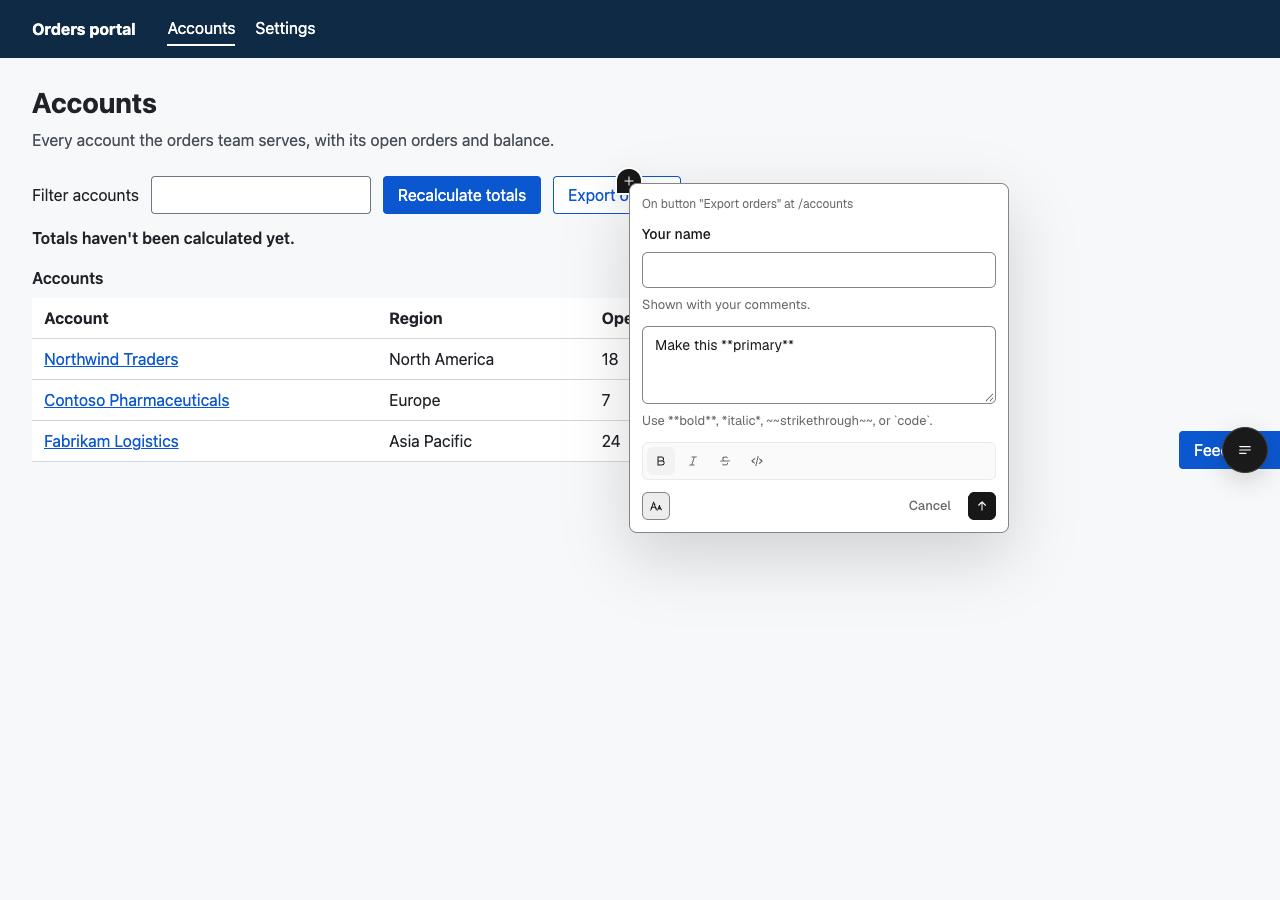 Orders portal Accounts Settings
Accounts
Every account the orders team serves, with its open orders and balance.
Filter accounts Recalculate totals Export
Totals haven't been calculated yet.
Accounts
Account Region
Northwind Traders North America 18
Contoso Pharmaceuticals Europe 7
Fabrikam Logistics Asia Pacific 24
On button "Export orders" at /accounts
Your name
Shown with your comments.
Make this **primary**
Use **bold**, *italic*, ~~strikethrough~~, or `code`.
B I S </>
AA Cancel